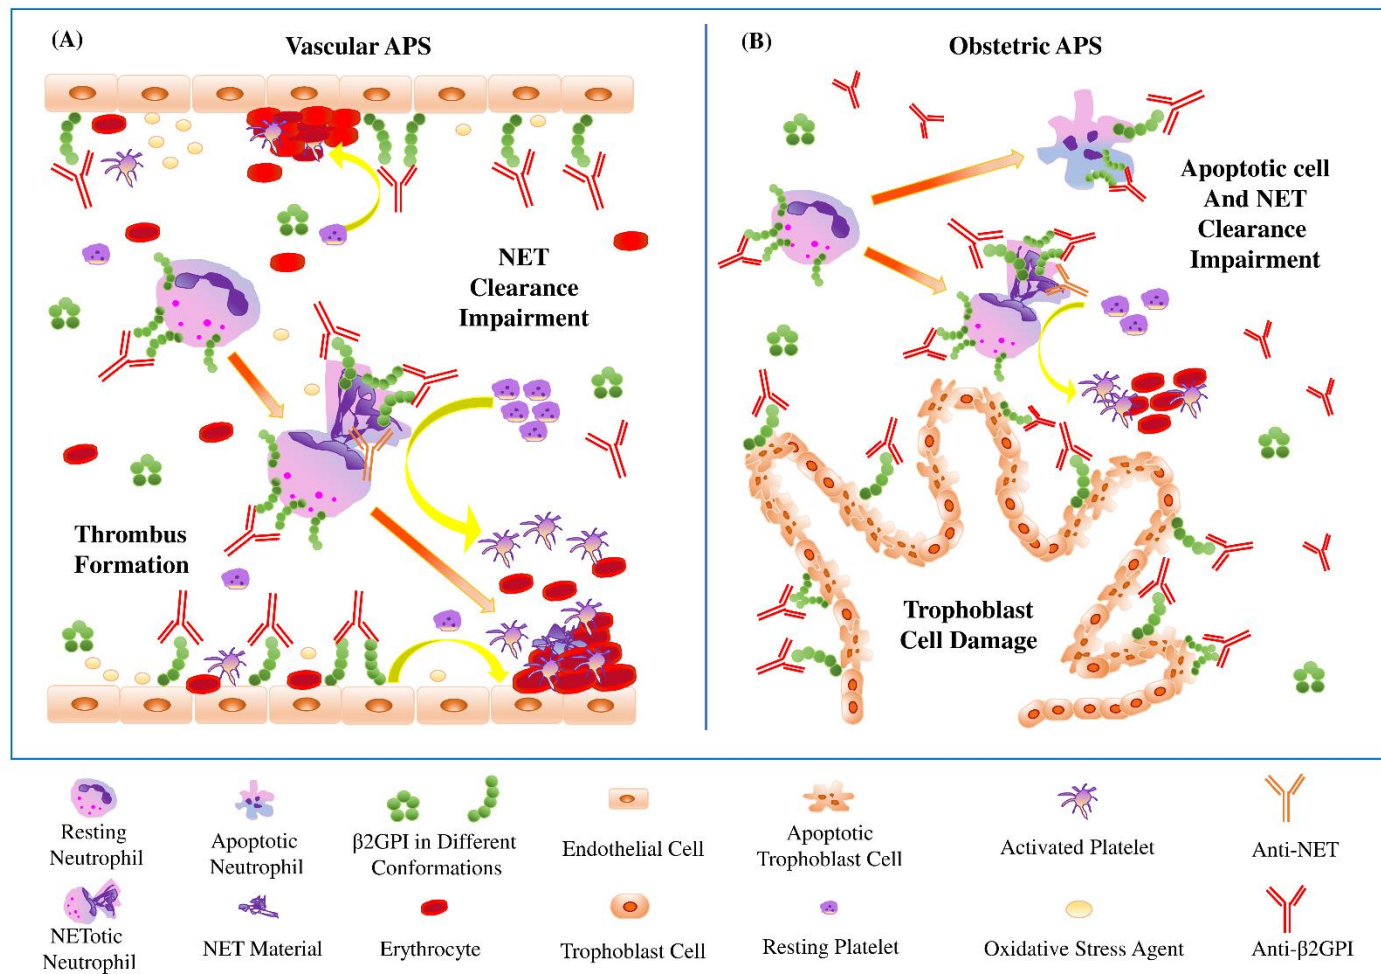 (A)
Vascular APS
NET
Clearance
Impairment
Thrombus
Formation
(B)
Obstetric APS
Apoptotic cell
And NET
Clearance
Impairment
Trophoblast
Cell Damage
Resting
Neutrophil
Apoptotic
Neutrophil
β2GPI in Different
Conformations
Endothelial Cell
Apoptotic
Trophoblast Cell
Activated Platelet
Anti-NET
NETotic
Neutrophil
NET Material
Erythrocyte
Trophoblast Cell
Resting Platelet
Oxidative Stress Agent
Anti-β2GPI